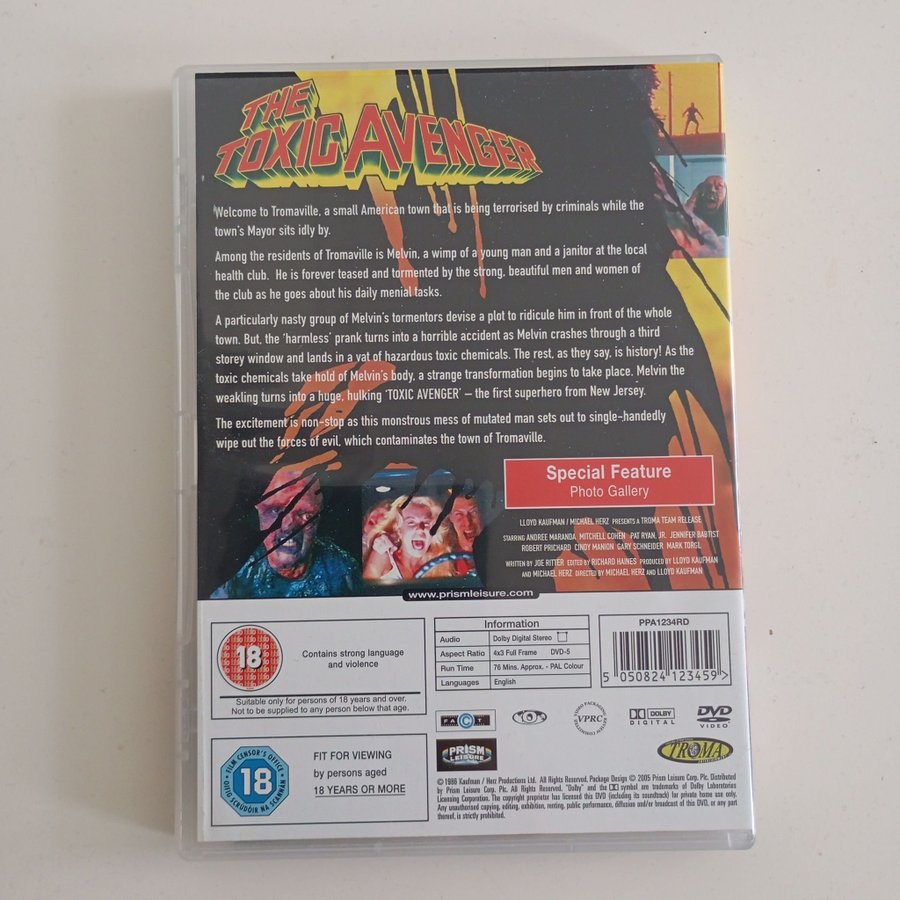 THE
TOXIC AVENGER
Welcome to Tromaville, a small American town that is being terrorised by criminals while the
town's Mayor sits idly by.
Among the residents of Tromaville is Melvin, a wimp of a young man and a janitor at the local
health club. He is forever teased and tormented by the strong, beautiful men and women of
the club as he goes about his daily menial tasks.
A particularly nasty group of Melvin's tormentors devise a plot to ridicule him in front of the whole
town. But, the 'harmless' prank turns into a horrible accident as Melvin crashes through a third
storey window and lands in a vat of hazardous toxic chemicals. The rest, as they say, is history! As the
toxic chemicals take hold of Melvin's body, a strange transformation begins to take place. Melvin the
weakling turns into a huge, hulking 'TOXIC AVENGER' – the first superhero from New Jersey.
The excitement is non-stop as this monstrous mess of mutated man sets out to single-handedly
wipe out the forces of evil, which contaminates the town of Tromaville.
Special Feature
Photo Gallery
LLOYD KAUFMAN / MICHAEL HERZ PRESENTS A TROMA TEAM RELEASE
STARRING ANDREE MARANDA MITCHELL COHEN PAT RYAN, JR. JENNIFER BABTIST
ROBERT PRICHARD CINDY MANION GARY SCHNEIDER MARK TORGL
WRITTEN BY JOE RITTER EDITED BY RICHARD HAINES PRODUCED BY LLOYD KAUFMAN
AND MICHAEL HERZ DIRECTED BY MICHAEL HERZ AND LLOYD KAUFMAN
www.prismleisure.com
18
Contains strong language
and violence
Suitable only for persons of 18 years and over.
Not to be supplied to any person below that age.
FILM CENSOR'S OFFICE
OIFIG SCRÚDÓIR NA SCANNÁN
18
FIT FOR VIEWING
by persons aged
18 YEARS OR MORE
Information
Audio Dolby Digital Stereo
Aspect Ratio 4x3 Full Frame DVD-5
Run Time 76 Mins. Approx. - PAL Colour
Languages English
PPA1234RD
5 050824 123459 >
FACT
VIDEO PACKAGING REVIEW COMMITTEE
VPRC
DOLBY
DIGITAL
DVD
VIDEO
PRISM
LEISURE
TROMA
© 1986 Kaufman / Herz Productions Ltd. All Rights Reserved. Package Design © 2005 Prism Leisure Corp. Plc. Distributed
by Prism Leisure Corp. Plc. All Rights Reserved. "Dolby" and the DD symbol are trademarks of Dolby Laboratories
Licensing Corporation. The copyright proprietor has licensed this DVD (including its soundtrack) for private home use only.
Any unauthorised copying, editing, exhibition, renting, public performance, diffusion and/or broadcast of this DVD, or any part
thereof, is strictly prohibited.